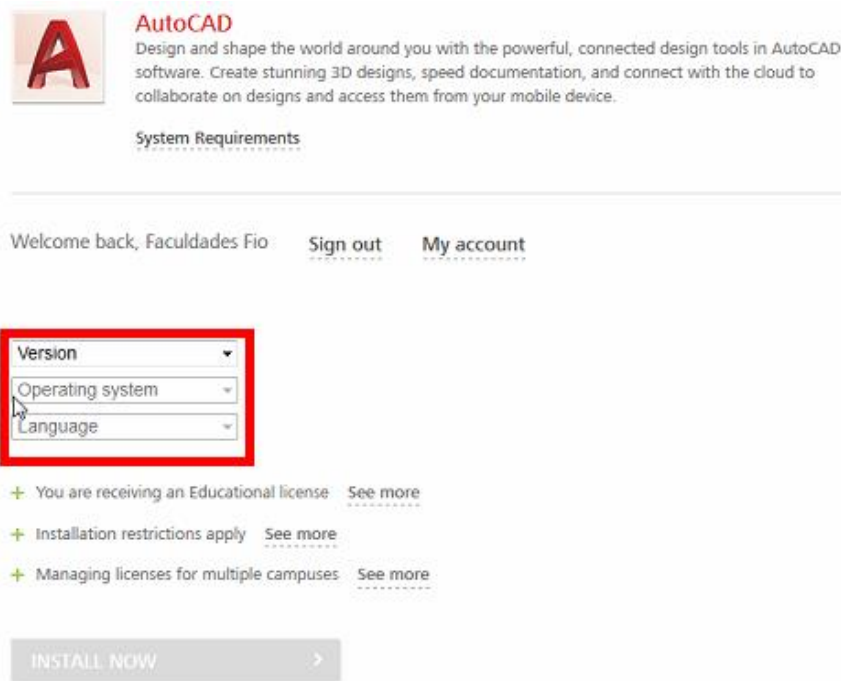 AutoCAD
Design and shape the world around you with the powerful, connected design tools in AutoCAD
software. Create stunning 3D designs, speed documentation, and connect with the cloud to
collaborate on designs and access them from your mobile device.
System Requirements
Welcome back, Faculdades Fio Sign out My account
Version
Operating system
Language
+ You are receiving an Educational license See more
+ Installation restrictions apply See more
+ Managing licenses for multiple campuses See more
INSTALL NOW >